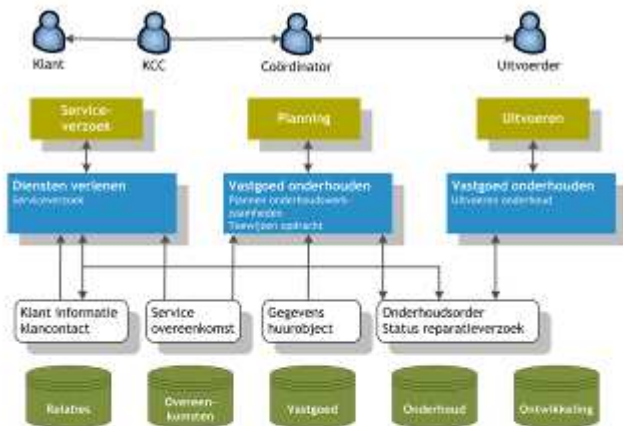 Klant
KCC
Coördinator
Uitvoerder
Service-
verzoek
Planning
Uitvoeren
Diensten verlenen
Serviceverzoek
Vastgoed onderhouden
Plannen onderhoudswerk-
zaamheden
Toewijzen opdracht
Vastgoed onderhouden
Uitvoeren onderhoud
Klant informatie
klancontact
Service
overeenkomst
Gegevens
huurobject
Onderhoudsorder
Status reparatieverzoek
Relaties
Overeen-
komsten
Vastgoed
Onderhoud
Ontwikkeling